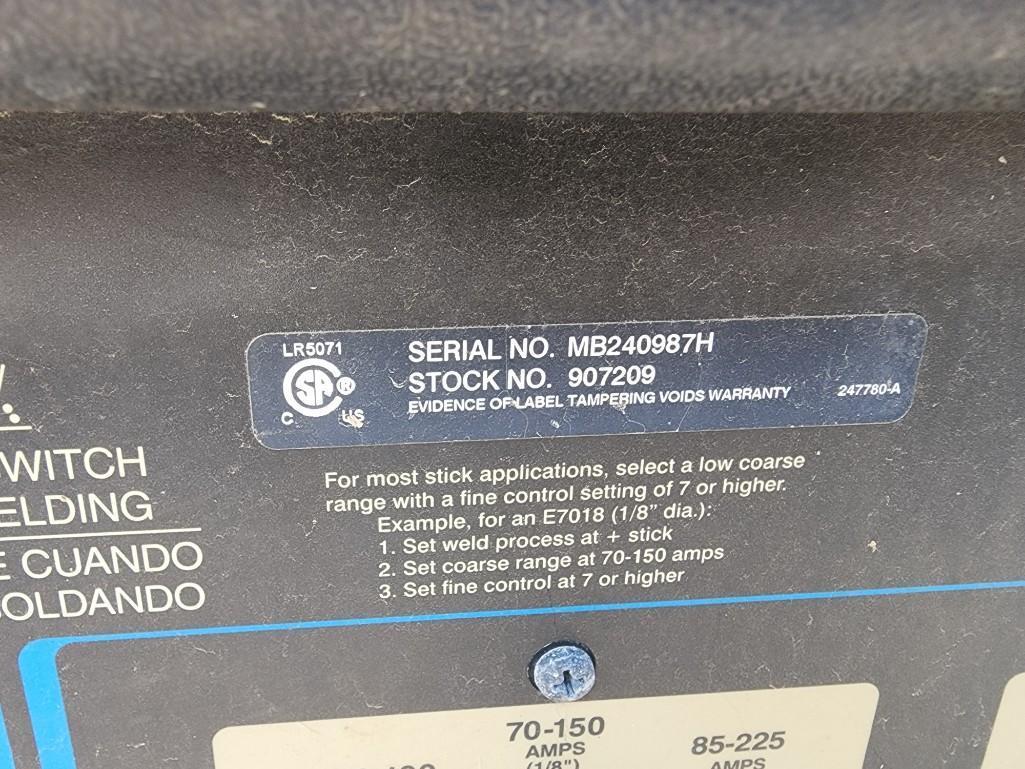 LR5071
SERIAL NO. MB240987H
STOCK NO. 907209
EVIDENCE OF LABEL TAMPERING VOIDS WARRANTY
247780-A
SA ®
C US
For most stick applications, select a low coarse
range with a fine control setting of 7 or higher.
Example, for an E7018 (1/8" dia.):
1. Set weld process at + stick
2. Set coarse range at 70-150 amps
3. Set fine control at 7 or higher
CUANDO
70-150
AMPS
(1/8")
85-225
AMPS